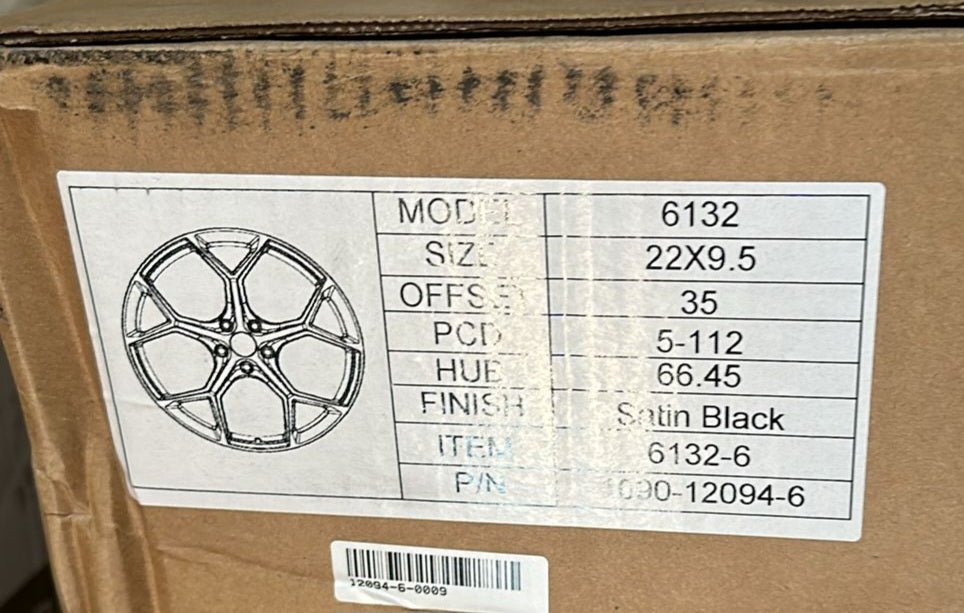 MODEL 6132
SIZE 22X9.5
OFFSET 35
PCD 5-112
HUB 66.45
FINISH Satin Black
ITEM 6132-6
P/N 1090-12094-6
12094-6-0009